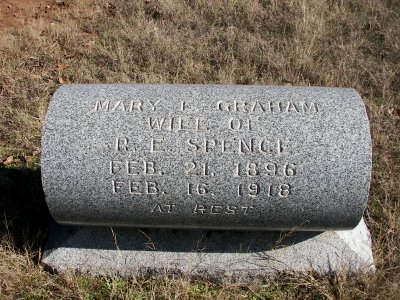 MARY E. GRAHAM
WIFE OF
R. E. SPENCE
FEB. 21. 1896
FEB. 16. 1918
AT REST